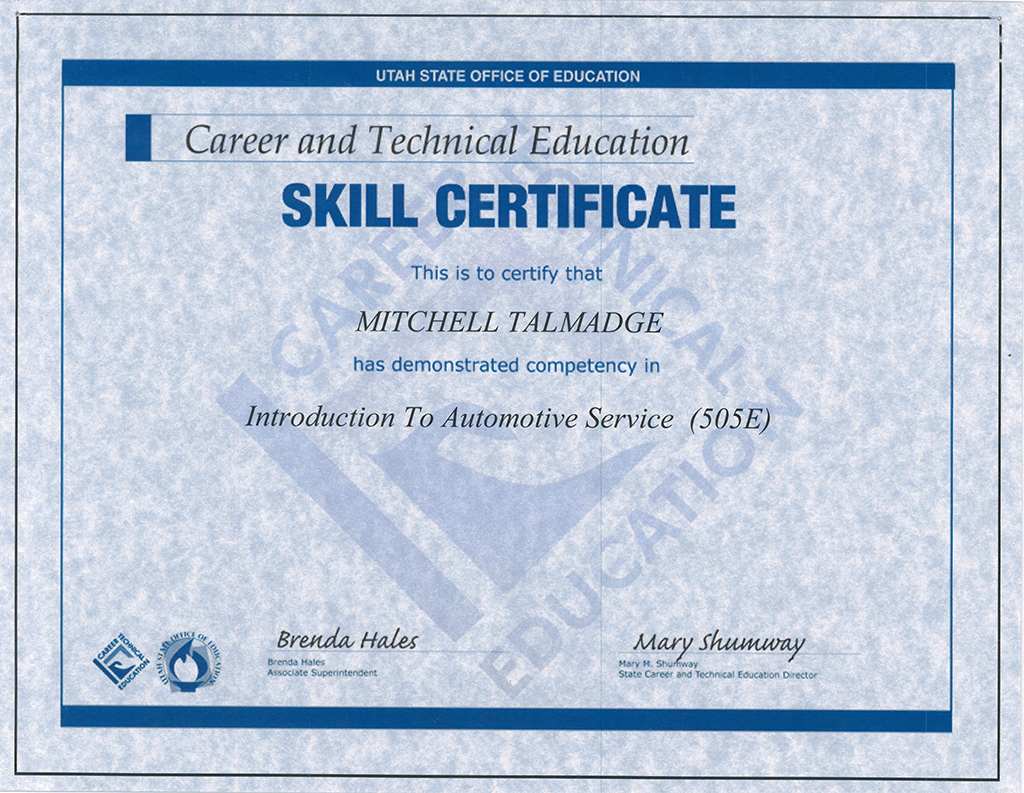 UTAH STATE OFFICE OF EDUCATION
Career and Technical Education
SKILL CERTIFICATE
This is to certify that
MITCHELL TALMADGE
has demonstrated competency in
Introduction To Automotive Service (505E)
CAREER TECHNICAL
EDUCATION
CAREER TECHNICAL
EDUCATION
UTAH STATE OFFICE OF EDUCATION
Brenda Hales
Brenda Hales
Associate Superintendent
Mary Shumway
Mary M. Shumway
State Career and Technical Education Director